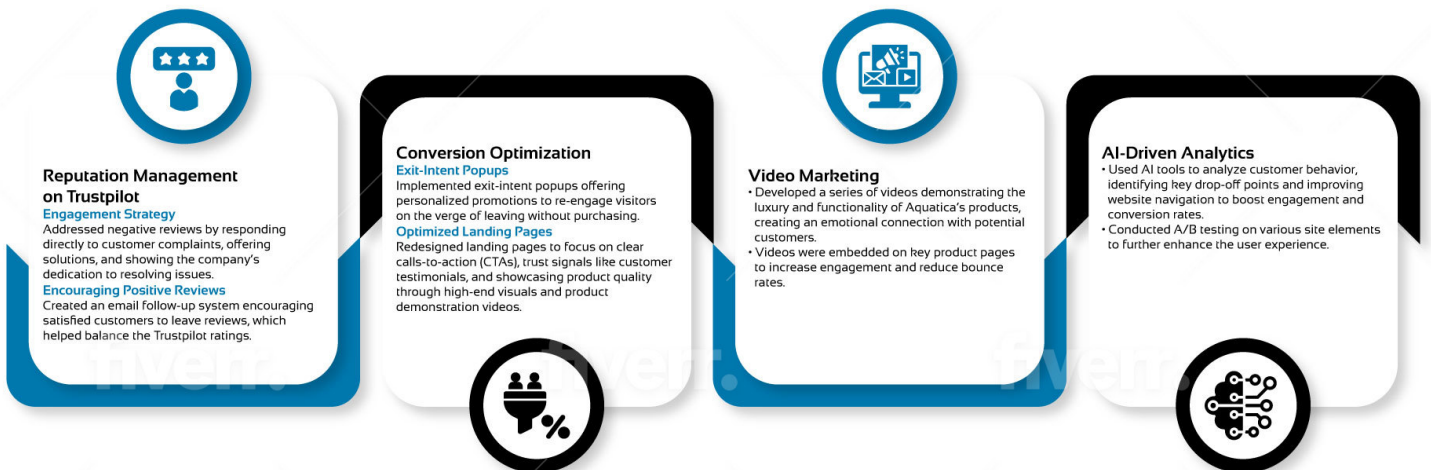 Reputation Management
on Trustpilot
Engagement Strategy
Addressed negative reviews by responding
directly to customer complaints, offering
solutions, and showing the company's
dedication to resolving issues.
Encouraging Positive Reviews
Created an email follow-up system encouraging
satisfied customers to leave reviews, which
helped balance the Trustpilot ratings.
Conversion Optimization
Exit-Intent Popups
Implemented exit-intent popups offering
personalized promotions to re-engage visitors
on the verge of leaving without purchasing.
Optimized Landing Pages
Redesigned landing pages to focus on clear
calls-to-action (CTAs), trust signals like customer
testimonials, and showcasing product quality
through high-end visuals and product
demonstration videos.
%
Video Marketing
• Developed a series of videos demonstrating the
luxury and functionality of Aquatica's products,
creating an emotional connection with potential
customers.
• Videos were embedded on key product pages
to increase engagement and reduce bounce
rates.
AI-Driven Analytics
• Used AI tools to analyze customer behavior,
identifying key drop-off points and improving
website navigation to boost engagement and
conversion rates.
• Conducted A/B testing on various site elements
to further enhance the user experience.
fiverr.
fiverr.
fiverr.